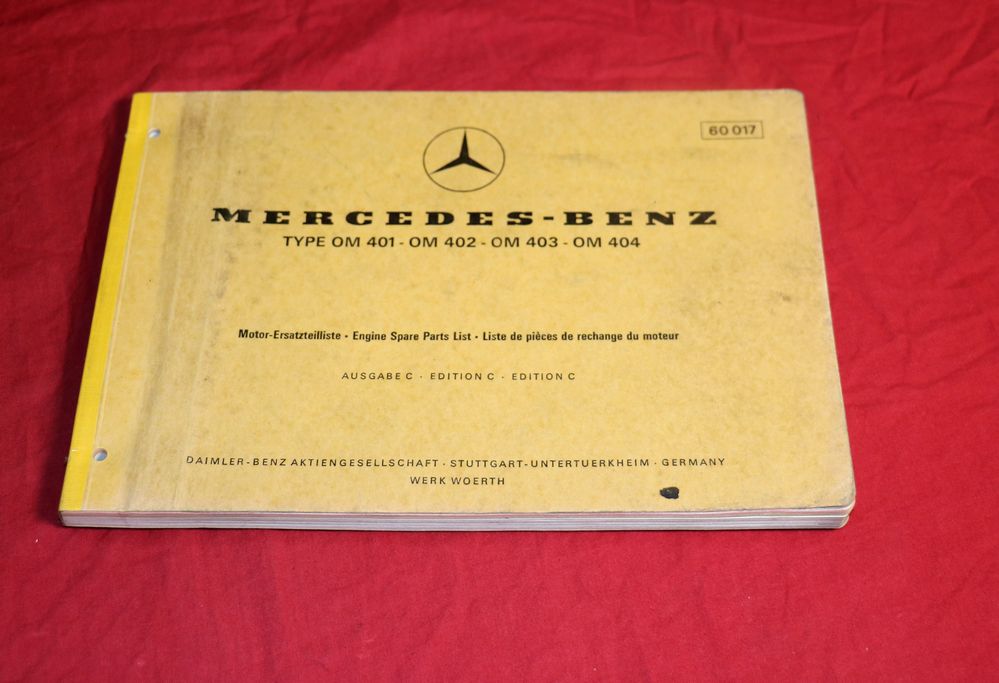 60 017
MERCEDES-BENZ
TYPE OM 401 - OM 402 - OM 403 - OM 404
Motor-Ersatzteilliste · Engine Spare Parts List · Liste de pièces de rechange du moteur
AUSGABE C · EDITION C · EDITION C
DAIMLER-BENZ AKTIENGESELLSCHAFT · STUTTGART-UNTERTUERKHEIM · GERMANY
WERK WOERTH